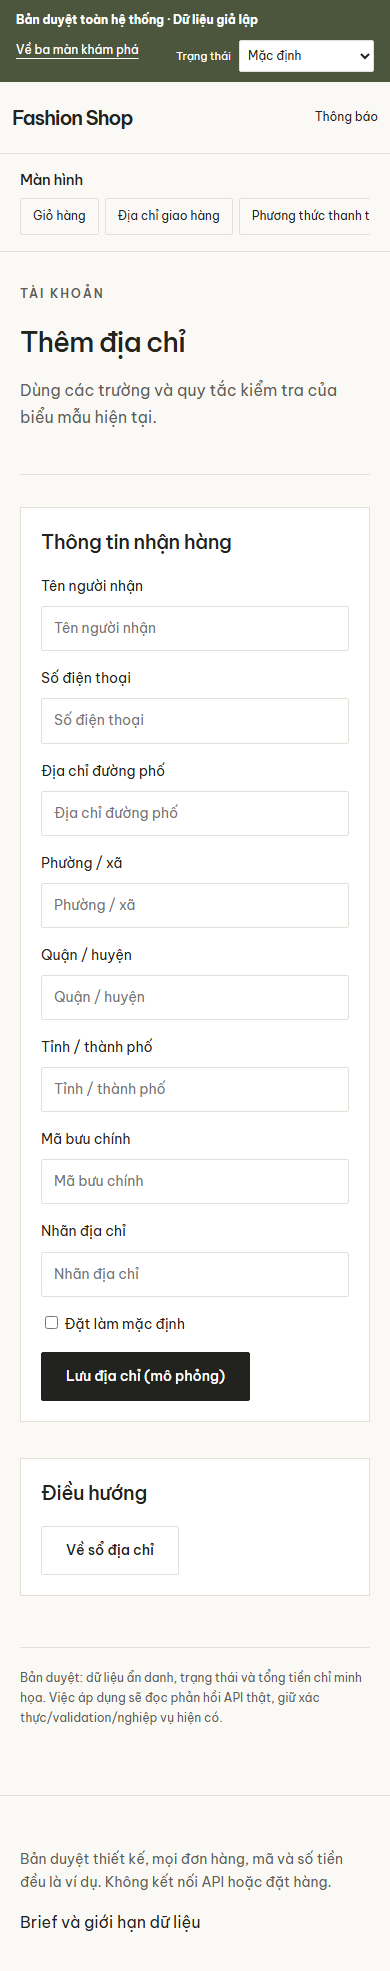 Bản duyệt toàn hệ thống · Dữ liệu giả lập
Về ba màn khám phá
Trạng thái
Mặc định
Fashion Shop
Thông báo
Màn hình
Giỏ hàng
Địa chỉ giao hàng
Phương thức thanh t
TÀI KHOẢN
Thêm địa chỉ
Dùng các trường và quy tắc kiểm tra của
biểu mẫu hiện tại.
Thông tin nhận hàng
Tên người nhận
Tên người nhận
Số điện thoại
Số điện thoại
Địa chỉ đường phố
Địa chỉ đường phố
Phường / xã
Phường / xã
Quận / huyện
Quận / huyện
Tỉnh / thành phố
Tỉnh / thành phố
Mã bưu chính
Mã bưu chính
Nhãn địa chỉ
Nhãn địa chỉ
Đặt làm mặc định
Lưu địa chỉ (mô phỏng)
Điều hướng
Về sổ địa chỉ
Bản duyệt: dữ liệu ẩn danh, trạng thái và tổng tiền chỉ minh
họa. Việc áp dụng sẽ đọc phản hồi API thật, giữ xác
thực/validation/nghiệp vụ hiện có.
Bản duyệt thiết kế, mọi đơn hàng, mã và số tiền
đều là ví dụ. Không kết nối API hoặc đặt hàng.
Brief và giới hạn dữ liệu